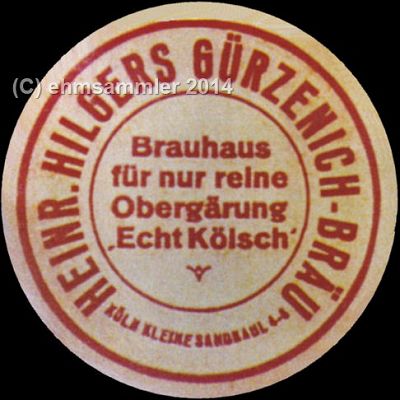 (C) ehmsammler 2014
HEINR. HILGERS GÜRZENICH-BRÄU
Brauhaus
für nur reine
Obergärung
‚Echt Kölsch‘
KÖLN KLEINE SANDKAUL 4-6